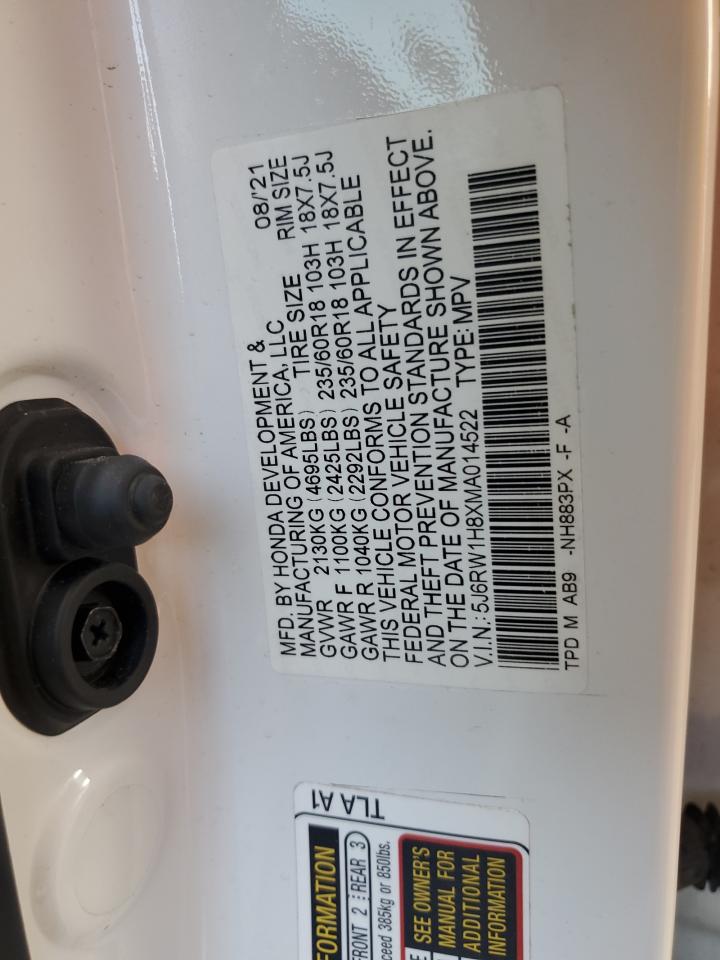 MFD. BY HONDA DEVELOPMENT & 08/'21
MANUFACTURING OF AMERICA, LLC
TIRE SIZE RIM SIZE
GVWR 2130KG (4695LBS)
GAWR F 1100KG (2425LBS) 235/60R18 103H 18X7.5J
GAWR R 1040KG (2292LBS) 235/60R18 103H 18X7.5J
THIS VEHICLE CONFORMS TO ALL APPLICABLE
FEDERAL MOTOR VEHICLE SAFETY
AND THEFT PREVENTION STANDARDS IN EFFECT
ON THE DATE OF MANUFACTURE SHOWN ABOVE.
V.I.N.: 5J6RW1H8XMA014522 TYPE: MPV
TPD M AB9 -NH883PX -F -A
TLA A1
FORMATION
FRONT 2 REAR 3
ceed 385kg or 850lbs.
SEE OWNER'S
MANUAL FOR
ADDITIONAL
INFORMATION